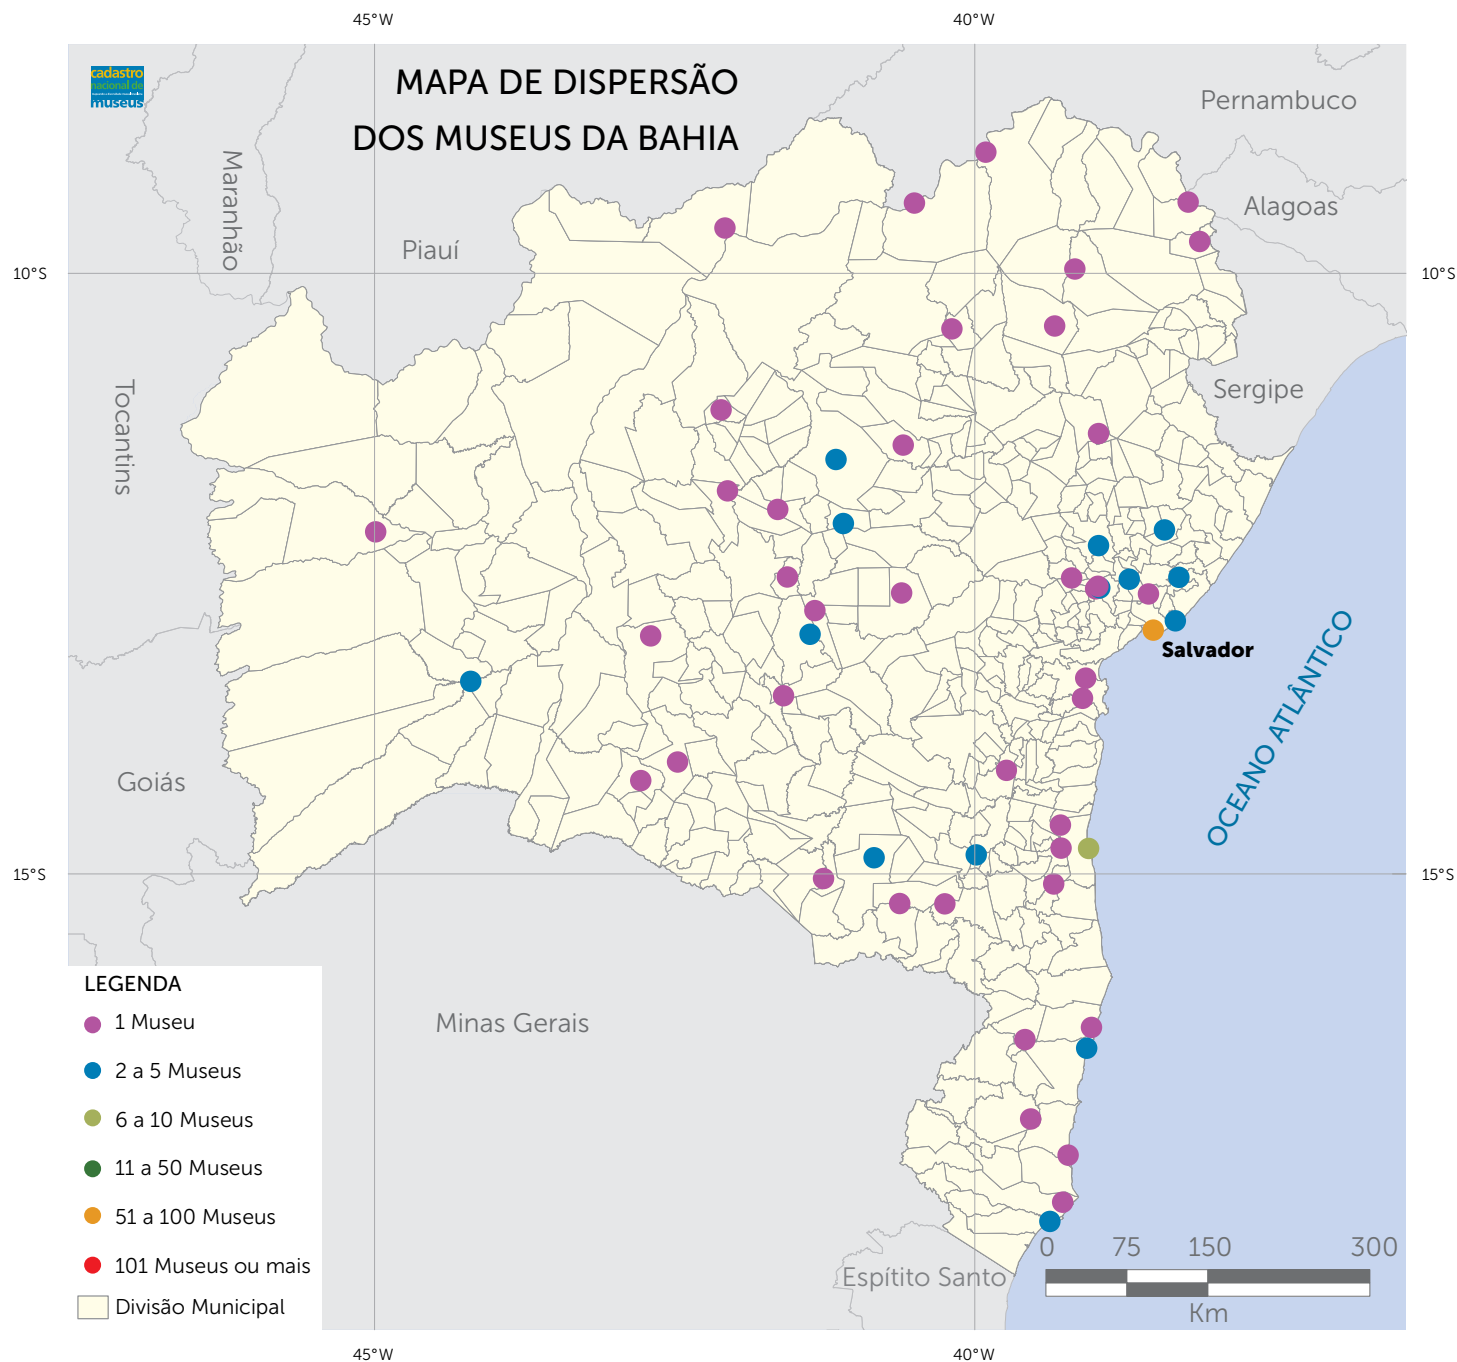 45°W
40°W
cadastro
nacional de
museus
MAPA DE DISPERSÃO
DOS MUSEUS DA BAHIA
Pernambuco
Maranhão
Alagoas
Piauí
10°S
10°S
Tocantins
Sergipe
Salvador
OCEANO ATLÂNTICO
Goiás
15°S
15°S
LEGENDA
1 Museu
2 a 5 Museus
6 a 10 Museus
11 a 50 Museus
51 a 100 Museus
101 Museus ou mais
Divisão Municipal
Minas Gerais
Espítito Santo
0 75 150 300
Km
45°W
40°W